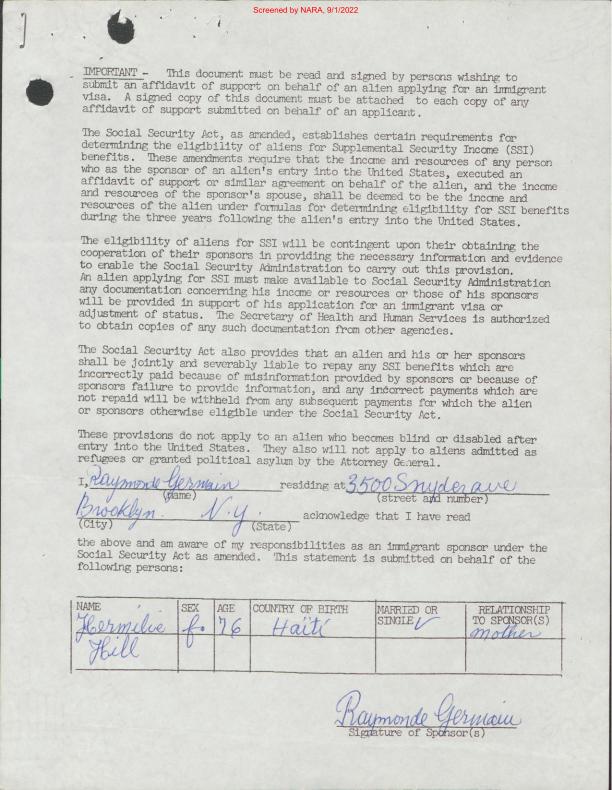 Screened by NARA, 9/1/2022
IMPORTANT - This document must be read and signed by persons wishing to
submit an affidavit of support on behalf of an alien applying for an immigrant
visa. A signed copy of this document must be attached to each copy of any
affidavit of support submitted on behalf of an applicant.
The Social Security Act, as amended, establishes certain requirements for
determining the eligibility of aliens for Supplemental Security Income (SSI)
benefits. These amendments require that the income and resources of any person
who as the sponsor of an alien's entry into the United States, executed an
affidavit of support or similar agreement on behalf of the alien, and the income
and resources of the sponsor's spouse, shall be deemed to be the income and
resources of the alien under formulas for determining eligibility for SSI benefits
during the three years following the alien's entry into the United States.
The eligibility of aliens for SSI will be contingent upon their obtaining the
cooperation of their sponsors in providing the necessary information and evidence
to enable the Social Security Administration to carry out this provision.
An alien applying for SSI must make available to Social Security Administration
any documentation concerning his income or resources or those of his sponsors
will be provided in support of his application for an immigrant visa or
adjustment of status. The Secretary of Health and Human Services is authorized
to obtain copies of any such documentation from other agencies.
The Social Security Act also provides that an alien and his or her sponsors
shall be jointly and severably liable to repay any SSI benefits which are
incorrectly paid because of misinformation provided by sponsors or because of
sponsors failure to provide information, and any incorrect payments which are
not repaid will be withheld from any subsequent payments for which the alien
or sponsors otherwise eligible under the Social Security Act.
These provisions do not apply to an alien who becomes blind or disabled after
entry into the United States. They also will not apply to aliens admitted as
refugees or granted political asylum by the Attorney General.
I, Raymonde Germain residing at 3500 Snyder ave
(name) (street and number)
Brooklyn. N.Y. acknowledge that I have read
(City) (State)
the above and am aware of my responsibilities as an immigrant sponsor under the
Social Security Act as amended. This statement is submitted on behalf of the
following persons:
NAME SEX AGE COUNTRY OF BIRTH MARRIED OR SINGLE RELATIONSHIP TO SPONSOR(S)
Hermilie f. 76 Haïti ✓ mother
Hill
Raymonde Germain
Signature of Sponsor(s)